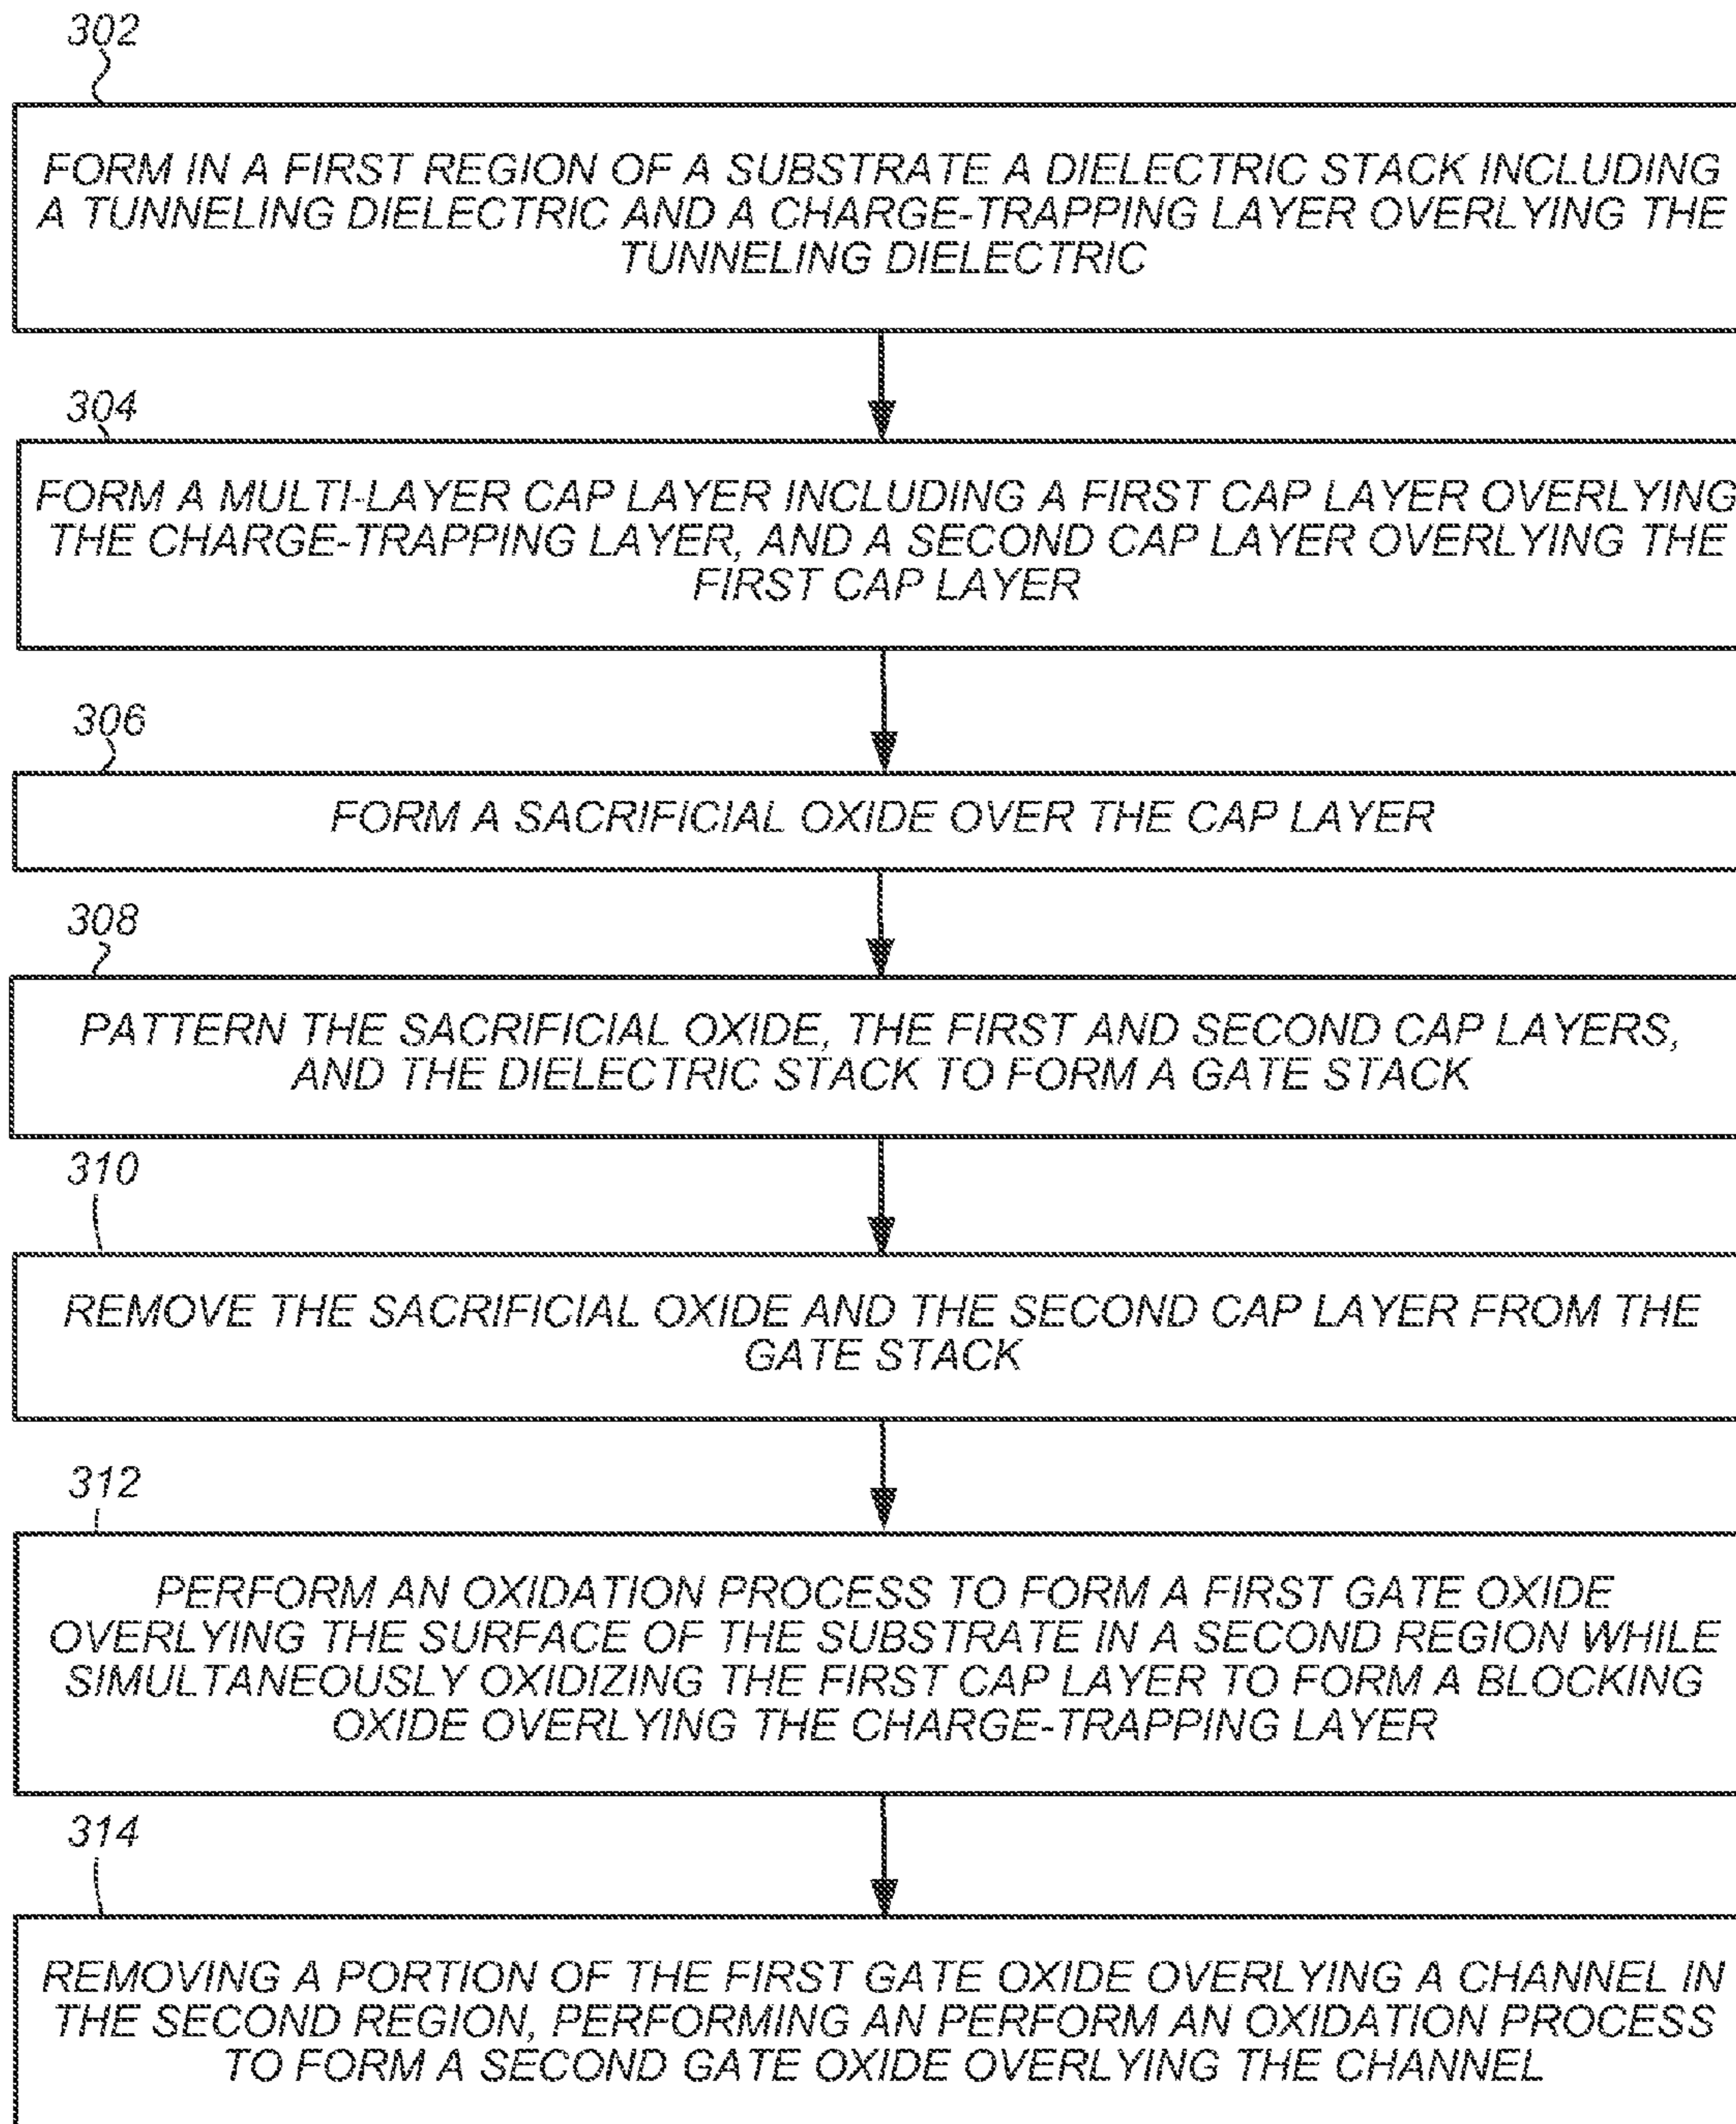 302
FORM IN A FIRST REGION OF A SUBSTRATE A DIELECTRIC STACK INCLUDING
A TUNNELING DIELECTRIC AND A CHARGE-TRAPPING LAYER OVERLYING THE
TUNNELING DIELECTRIC
304
FORM A MULTI-LAYER CAP LAYER INCLUDING A FIRST CAP LAYER OVERLYING
THE CHARGE-TRAPPING LAYER, AND A SECOND CAP LAYER OVERLYING THE
FIRST CAP LAYER
306
FORM A SACRIFICIAL OXIDE OVER THE CAP LAYER
308
PATTERN THE SACRIFICIAL OXIDE, THE FIRST AND SECOND CAP LAYERS,
AND THE DIELECTRIC STACK TO FORM A GATE STACK
310
REMOVE THE SACRIFICIAL OXIDE AND THE SECOND CAP LAYER FROM THE
GATE STACK
312
PERFORM AN OXIDATION PROCESS TO FORM A FIRST GATE OXIDE
OVERLYING THE SURFACE OF THE SUBSTRATE IN A SECOND REGION WHILE
SIMULTANEOUSLY OXIDIZING THE FIRST CAP LAYER TO FORM A BLOCKING
OXIDE OVERLYING THE CHARGE-TRAPPING LAYER
314
REMOVING A PORTION OF THE FIRST GATE OXIDE OVERLYING A CHANNEL IN
THE SECOND REGION, PERFORMING AN PERFORM AN OXIDATION PROCESS
TO FORM A SECOND GATE OXIDE OVERLYING THE CHANNEL